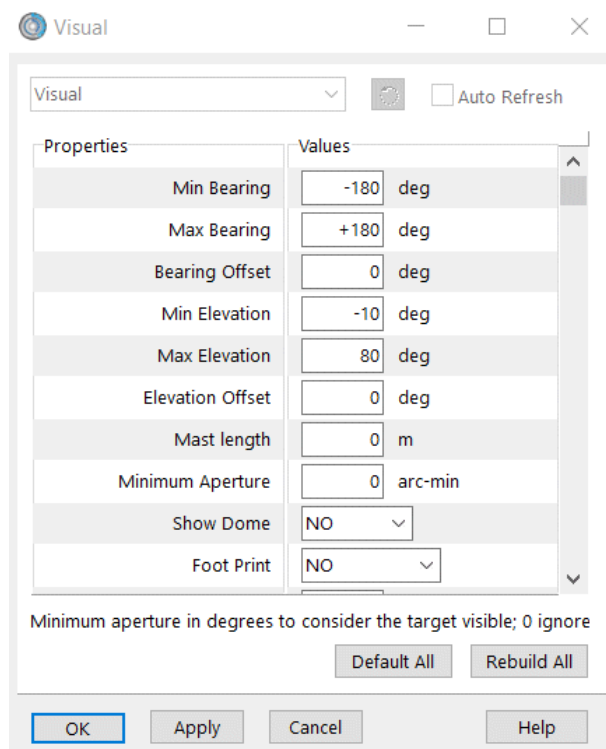 Visual
Visual Auto Refresh
Properties Values
Min Bearing -180 deg
Max Bearing +180 deg
Bearing Offset 0 deg
Min Elevation -10 deg
Max Elevation 80 deg
Elevation Offset 0 deg
Mast length 0 m
Minimum Aperture 0 arc-min
Show Dome NO
Foot Print NO
Minimum aperture in degrees to consider the target visible; 0 ignore
Default All Rebuild All
OK Apply Cancel Help